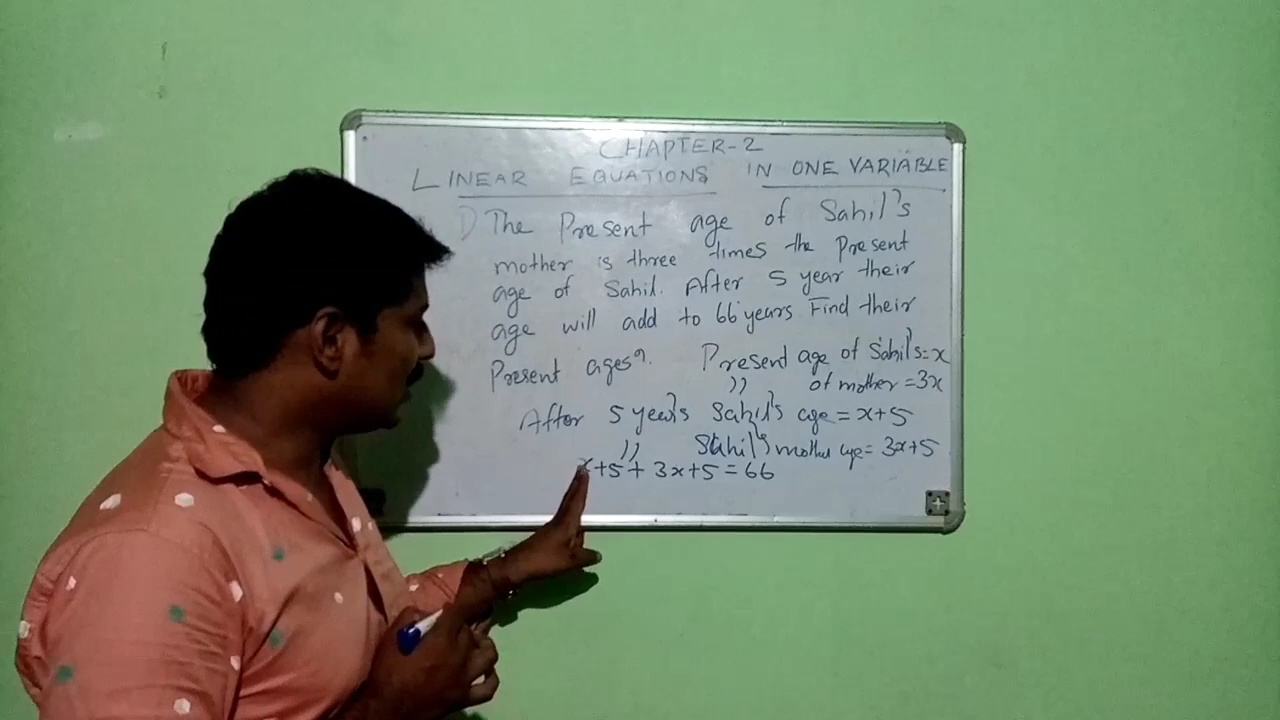 CHAPTER-2
LINEAR EQUATIONS IN ONE VARIABLE
1) The Present age of Sahil's
mother is three times the Present
age of Sahil. After 5 year their
age will add to 66 years Find their
Present ages?. Present age of Sahil's=x
,, of mother =3x
After 5 year's Sahil's age = x+5
,, Sahil's mother age= 3x+5
x+5+3x+5=66